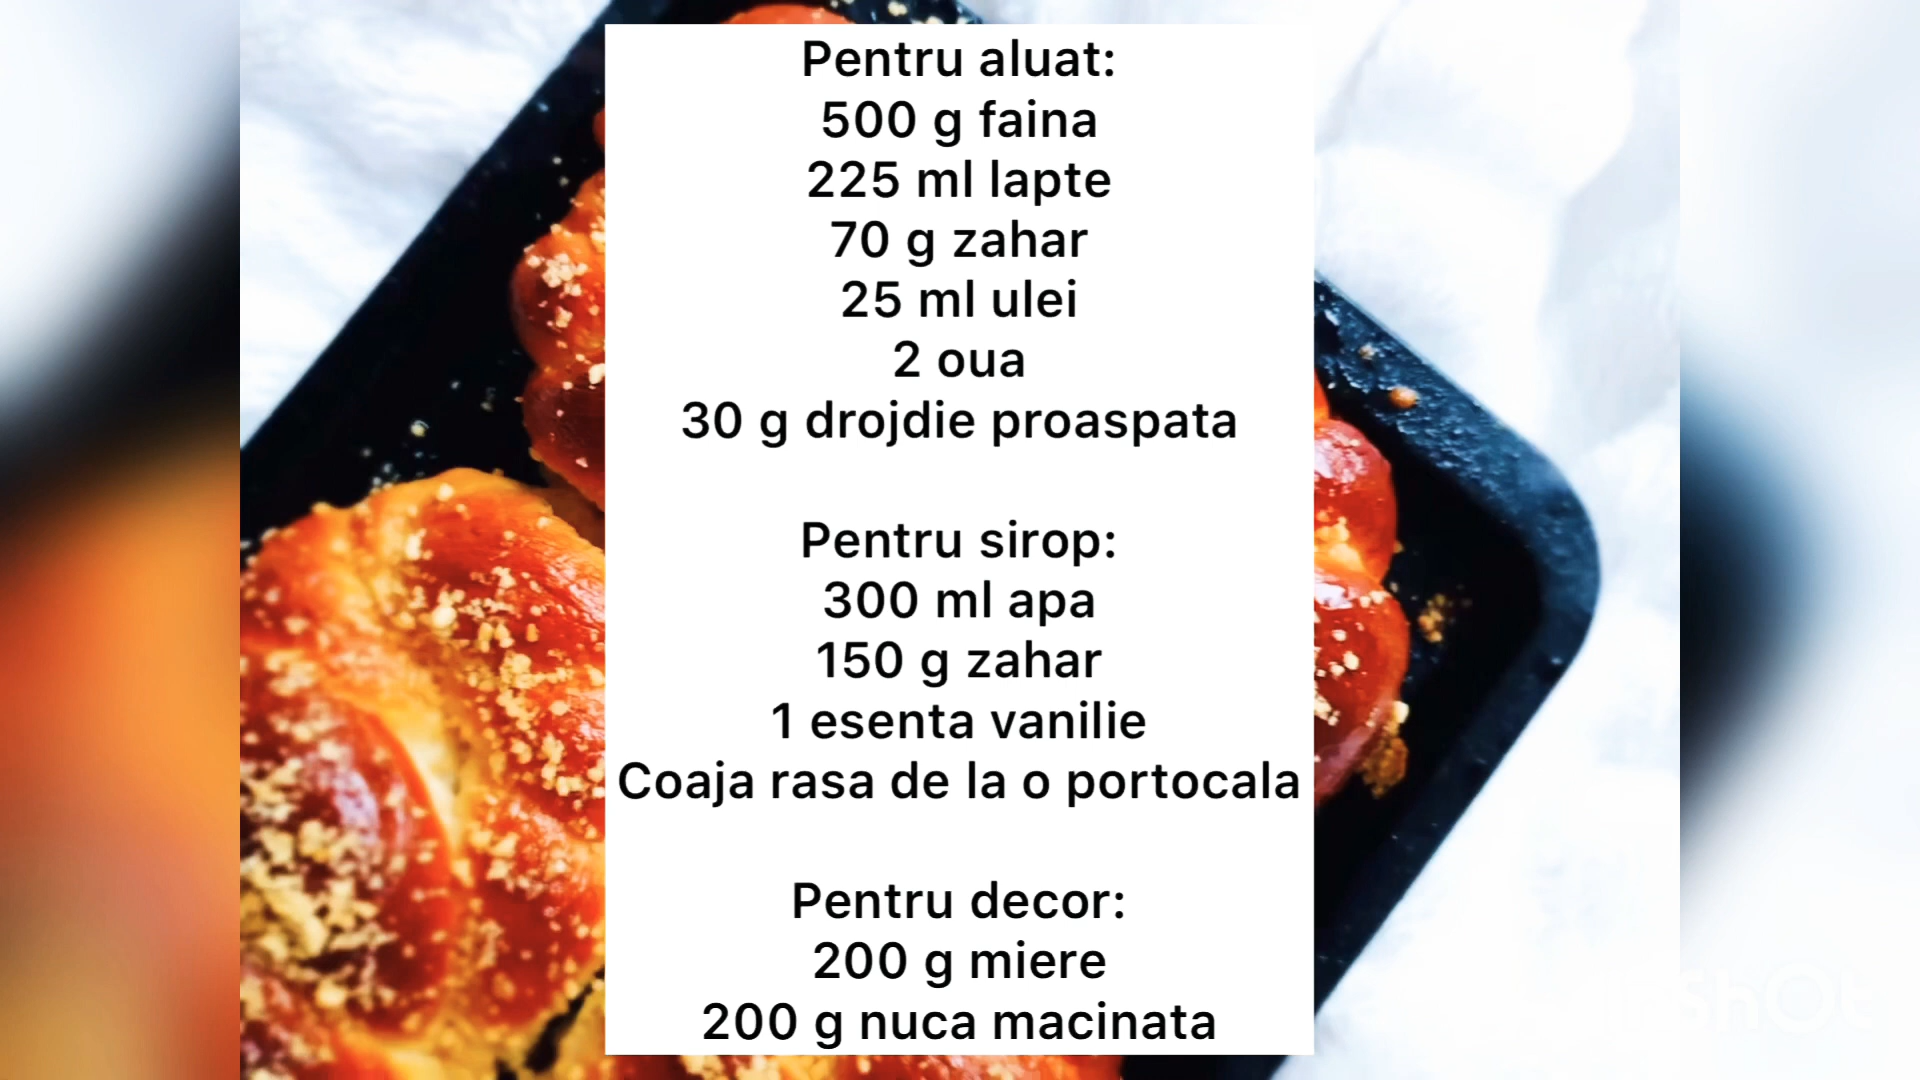 Pentru aluat:
500 g faina
225 ml lapte
70 g zahar
25 ml ulei
2 oua
30 g drojdie proaspata
Pentru sirop:
300 ml apa
150 g zahar
1 esenta vanilie
Coaja rasa de la o portocala
Pentru decor:
200 g miere
200 g nuca macinata
InShOt